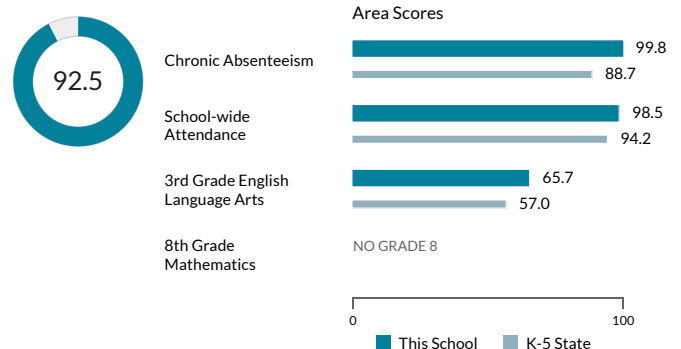 Area Scores
92.5
Chronic Absenteeism
99.8
88.7
School-wide
Attendance
98.5
94.2
3rd Grade English
Language Arts
65.7
57.0
8th Grade
Mathematics
NO GRADE 8
0
100
This School
K-5 State